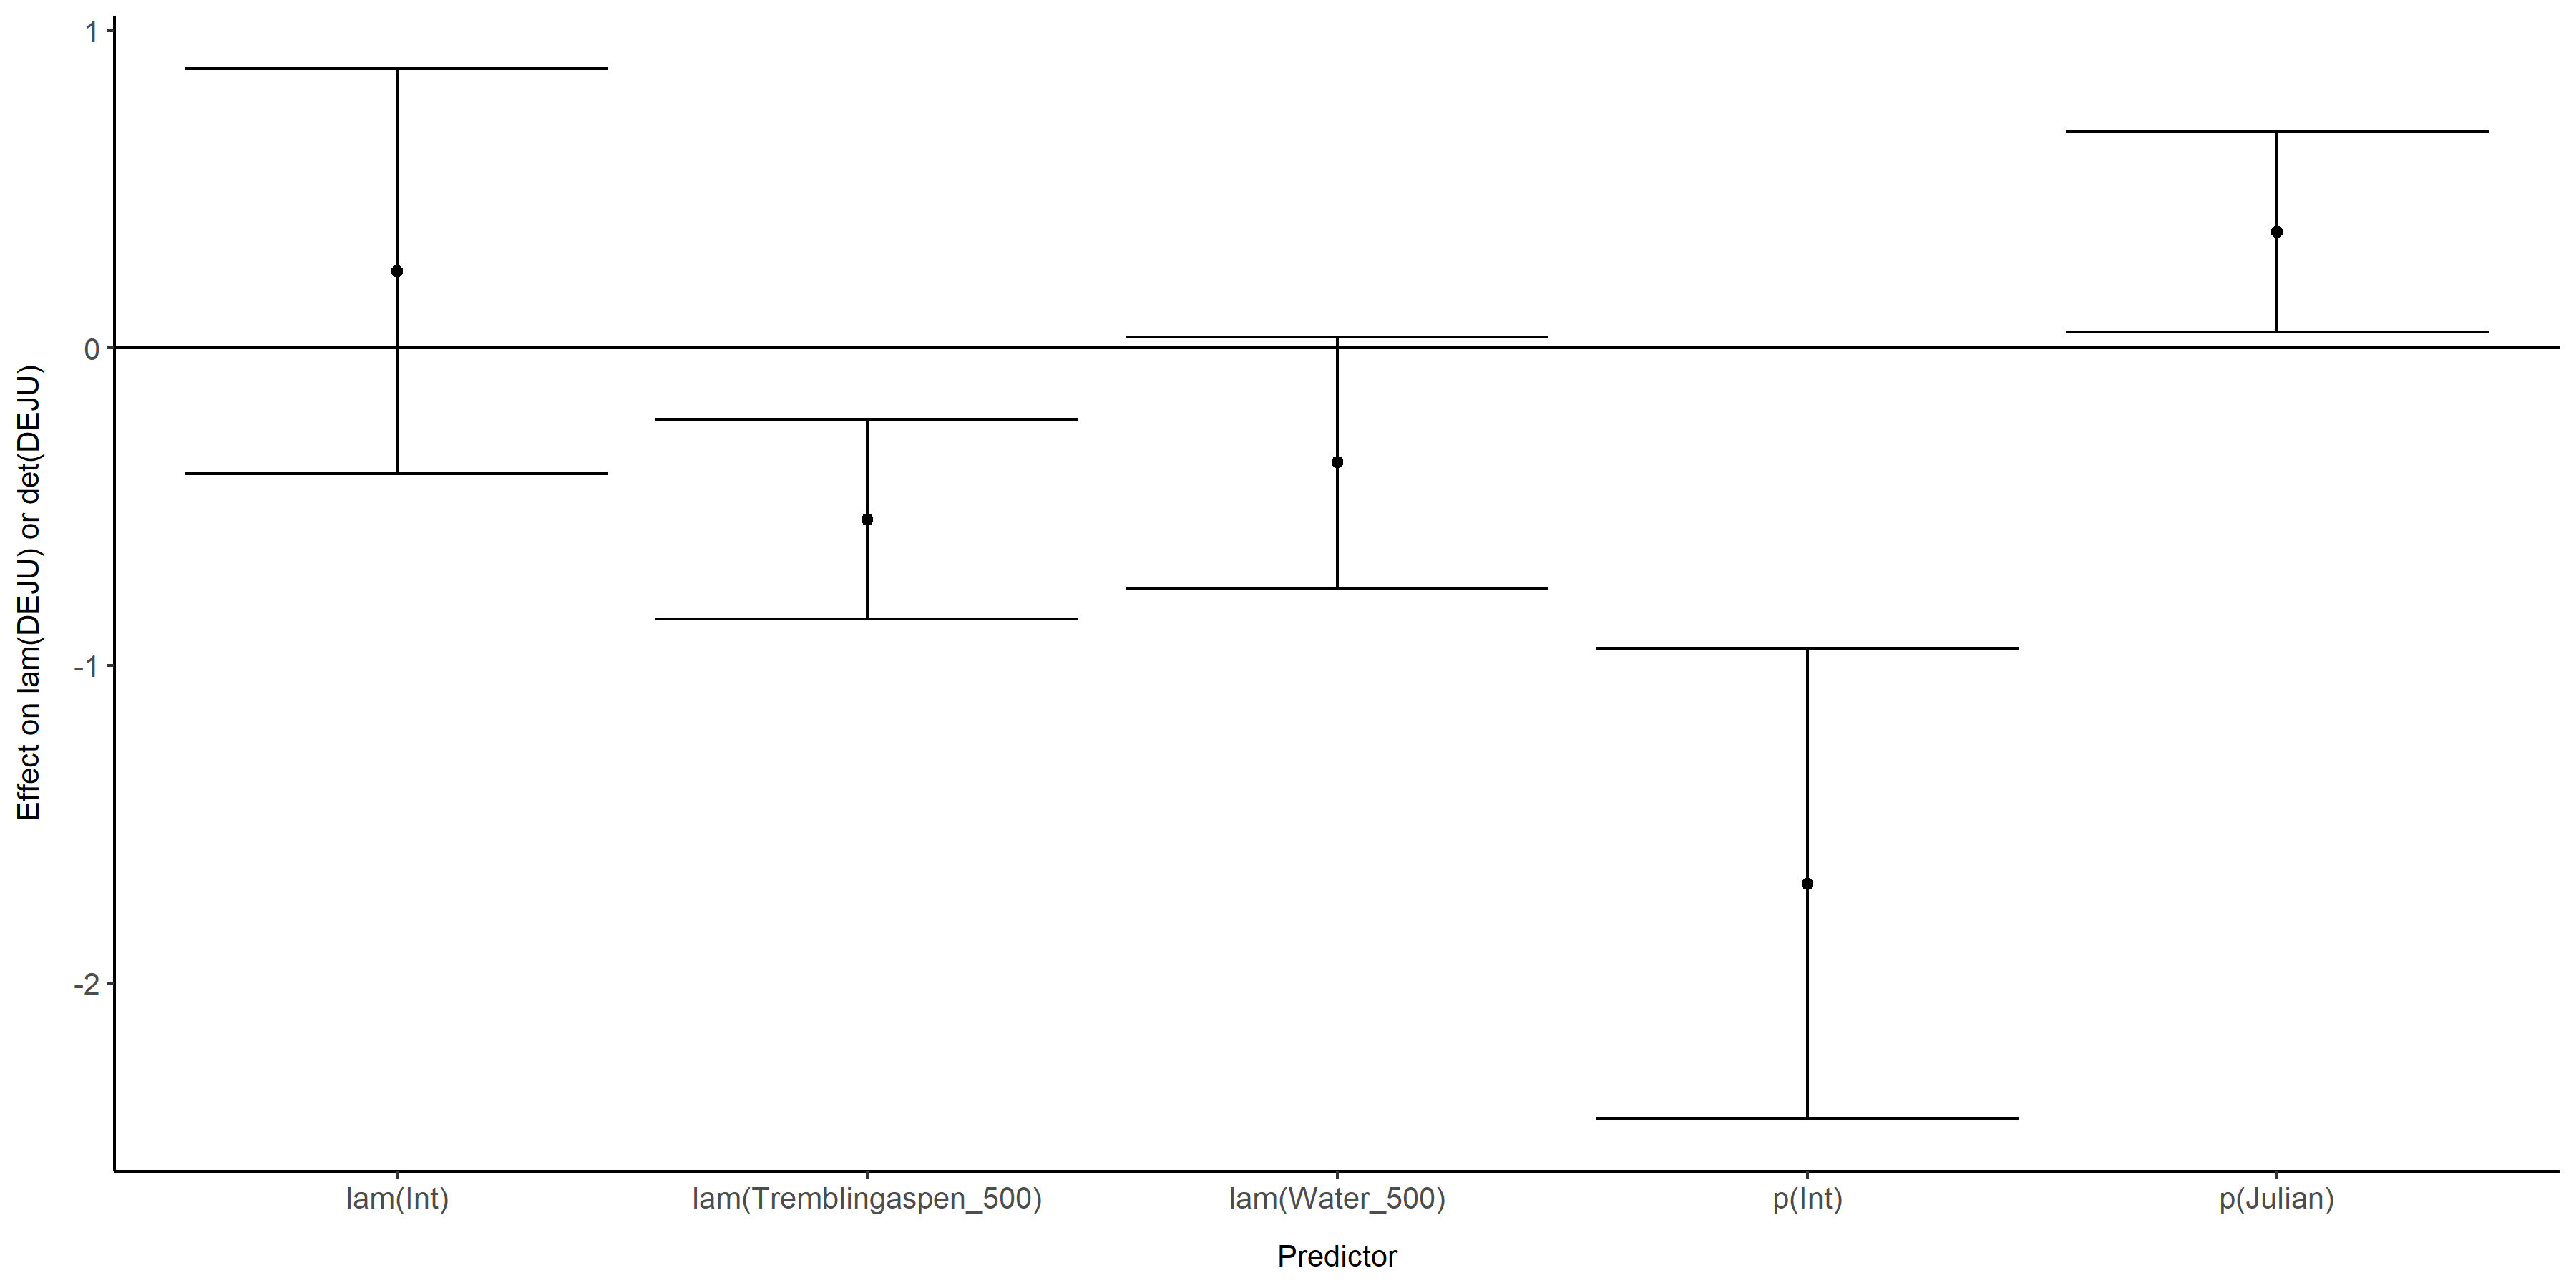 Effect on lam(DEJU) or det(DEJU)
1
0
-1
-2
lam(Int)
lam(Tremblingaspen_500)
lam(Water_500)
p(Int)
p(Julian)
Predictor